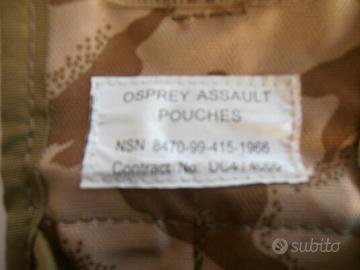 OSPREY ASSAULT
POUCHES
NSN 8470-99-415-1966
Contract No:
subito